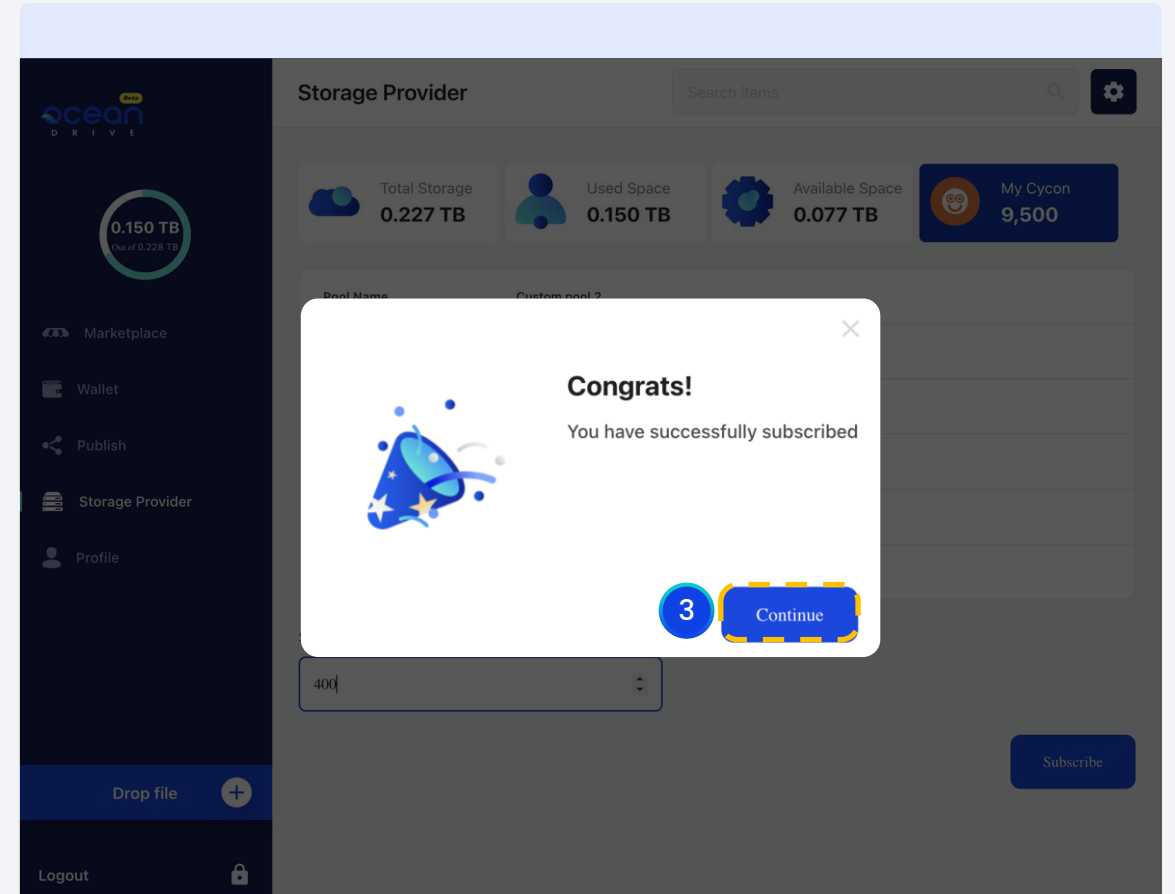 Beta
ocean
DRIVE
Storage Provider
Search items
0.150 TB
Out of 0.228 TB
Total Storage
0.227 TB
Used Space
0.150 TB
Available Space
0.077 TB
My Cycon
9,500
Marketplace
Wallet
Publish
Storage Provider
Profile
Pool Name
Custom pool 2
Congrats!
You have successfully subscribed
3
Continue
400
Subscribe
Drop file
Logout